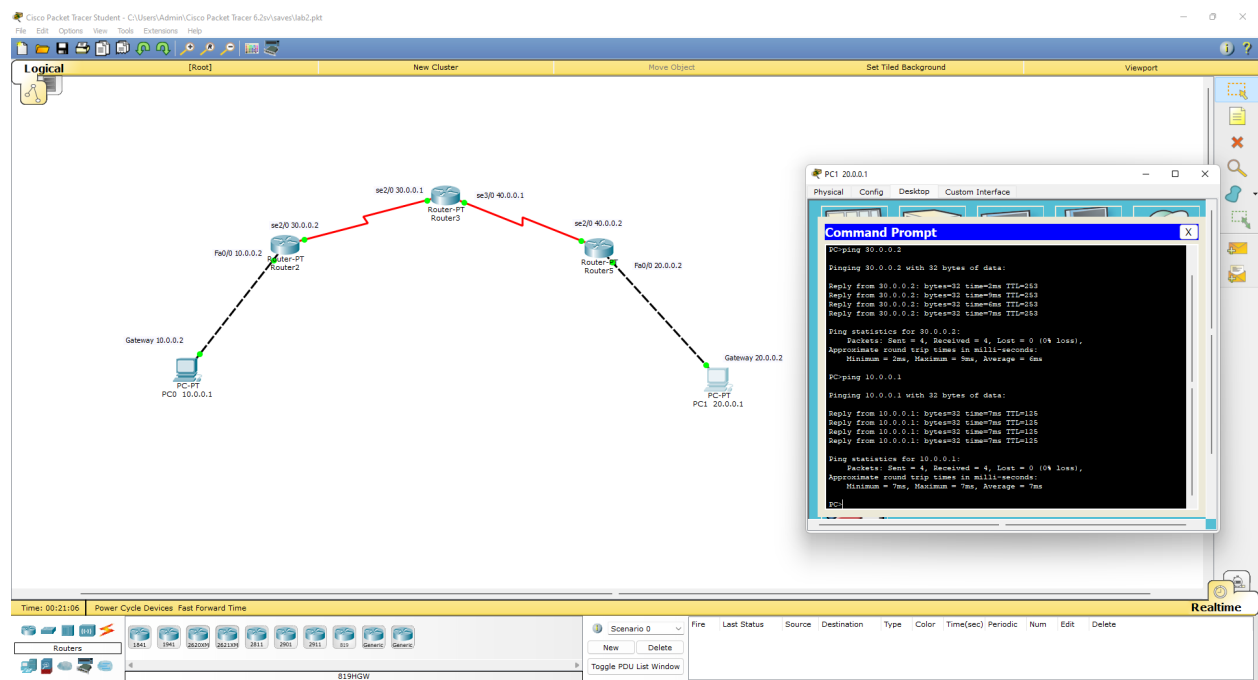 Cisco Packet Tracer Student - C:\Users\Admin\Cisco Packet Tracer 6.2sv\saves\lab2.pkt
File Edit Options View Tools Extensions Help
Logical [Root] New Cluster Move Object Set Tiled Background Viewport
se2/0 30.0.0.1
se3/0 40.0.0.1
Router-PT
Router3
se2/0 30.0.0.2
Fa0/0 10.0.0.2
Router-PT
Router2
se2/0 40.0.0.2
Router-PT
Router5
Fa0/0 20.0.0.2
Gateway 10.0.0.2
PC-PT
PC0 10.0.0.1
Gateway 20.0.0.2
PC-PT
PC1 20.0.0.1
PC1 20.0.0.1
Physical Config Desktop Custom Interface
Command Prompt X
PC>ping 30.0.0.2
Pinging 30.0.0.2 with 32 bytes of data:
Reply from 30.0.0.2: bytes=32 time=2ms TTL=253
Reply from 30.0.0.2: bytes=32 time=9ms TTL=253
Reply from 30.0.0.2: bytes=32 time=6ms TTL=253
Reply from 30.0.0.2: bytes=32 time=7ms TTL=253
Ping statistics for 30.0.0.2:
Packets: Sent = 4, Received = 4, Lost = 0 (0% loss),
Approximate round trip times in milli-seconds:
Minimum = 2ms, Maximum = 9ms, Average = 6ms
PC>ping 10.0.0.1
Pinging 10.0.0.1 with 32 bytes of data:
Reply from 10.0.0.1: bytes=32 time=7ms TTL=125
Reply from 10.0.0.1: bytes=32 time=7ms TTL=125
Reply from 10.0.0.1: bytes=32 time=7ms TTL=125
Reply from 10.0.0.1: bytes=32 time=7ms TTL=125
Ping statistics for 10.0.0.1:
Packets: Sent = 4, Received = 4, Lost = 0 (0% loss),
Approximate round trip times in milli-seconds:
Minimum = 7ms, Maximum = 7ms, Average = 7ms
PC>
Time: 00:21:06 Power Cycle Devices Fast Forward Time
Realtime
Routers
1841 1941 2620XM 2621XM 2811 2901 2911 819 Generic Generic
819HGW
Scenario 0
New Delete
Toggle PDU List Window
Fire Last Status Source Destination Type Color Time(sec) Periodic Num Edit Delete